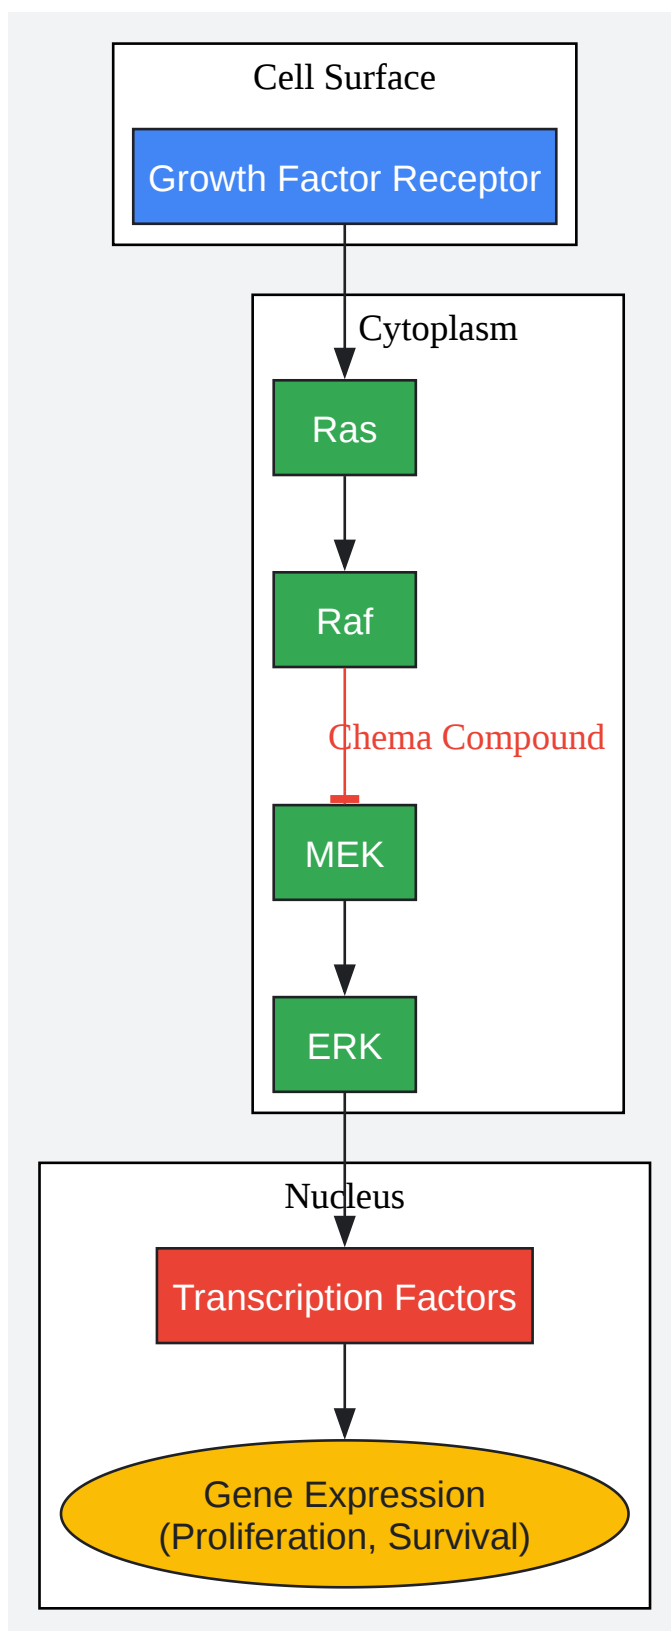 Cell Surface
Growth Factor Receptor
Cytoplasm
Ras
Raf
Chema Compound
MEK
ERK
Nucleus
Transcription Factors
Gene Expression
(Proliferation, Survival)